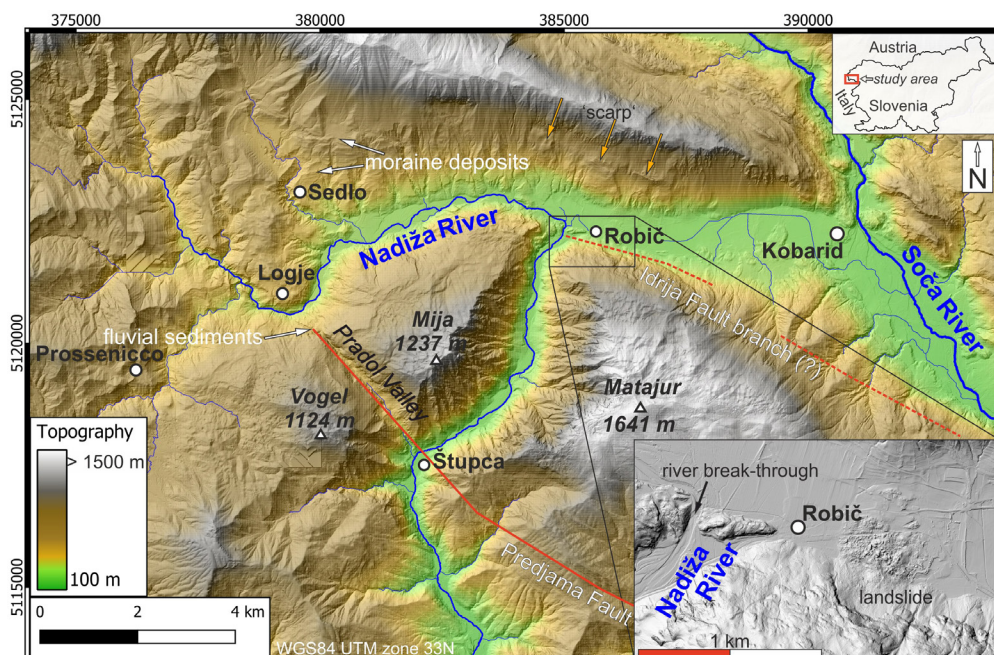 375000
380000
385000
390000
5125000
5120000
5115000
Austria
study area
Italy
Slovenia
N
'scarp'
moraine deposits
Sedlo
Nadiža River
Robič
Kobarid
Soča River
Logje
Idrija Fault branch (?)
fluvial sediments
Prossenicco
Pradol Valley
Mija
1237 m
Vogel
1124 m
Matajur
1641 m
Štupca
Predjama Fault
Topography
> 1500 m
100 m
0
2
4 km
WGS84 UTM zone 33N
river break-through
Robič
Nadiža
River
landslide
1 km